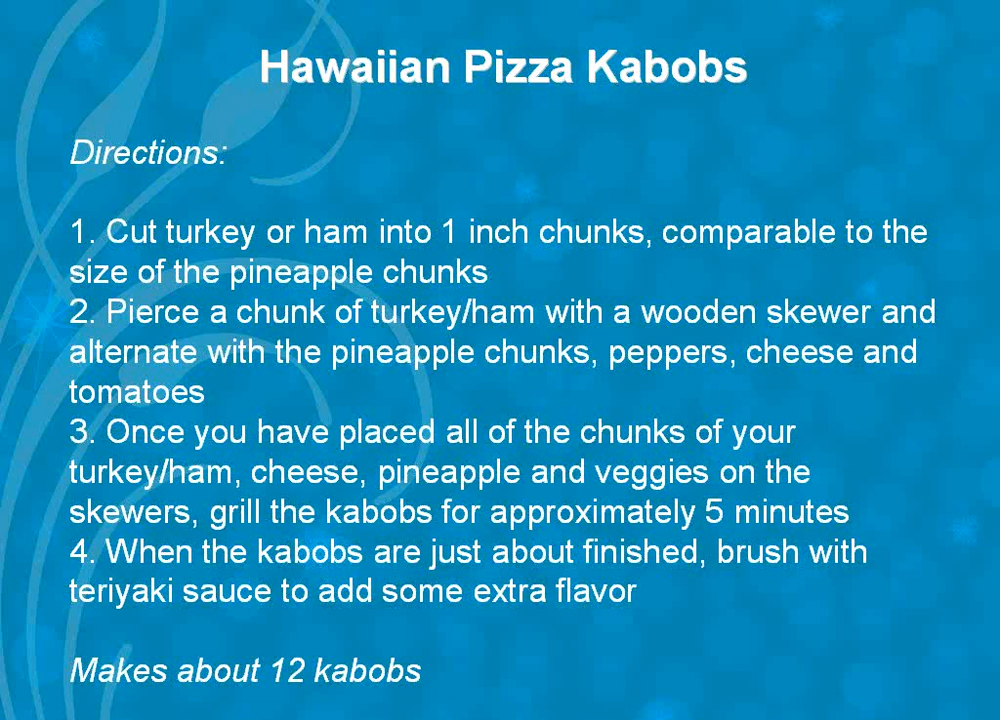 Hawaiian Pizza Kabobs
Directions:
1. Cut turkey or ham into 1 inch chunks, comparable to the
size of the pineapple chunks
2. Pierce a chunk of turkey/ham with a wooden skewer and
alternate with the pineapple chunks, peppers, cheese and
tomatoes
3. Once you have placed all of the chunks of your
turkey/ham, cheese, pineapple and veggies on the
skewers, grill the kabobs for approximately 5 minutes
4. When the kabobs are just about finished, brush with
teriyaki sauce to add some extra flavor
Makes about 12 kabobs